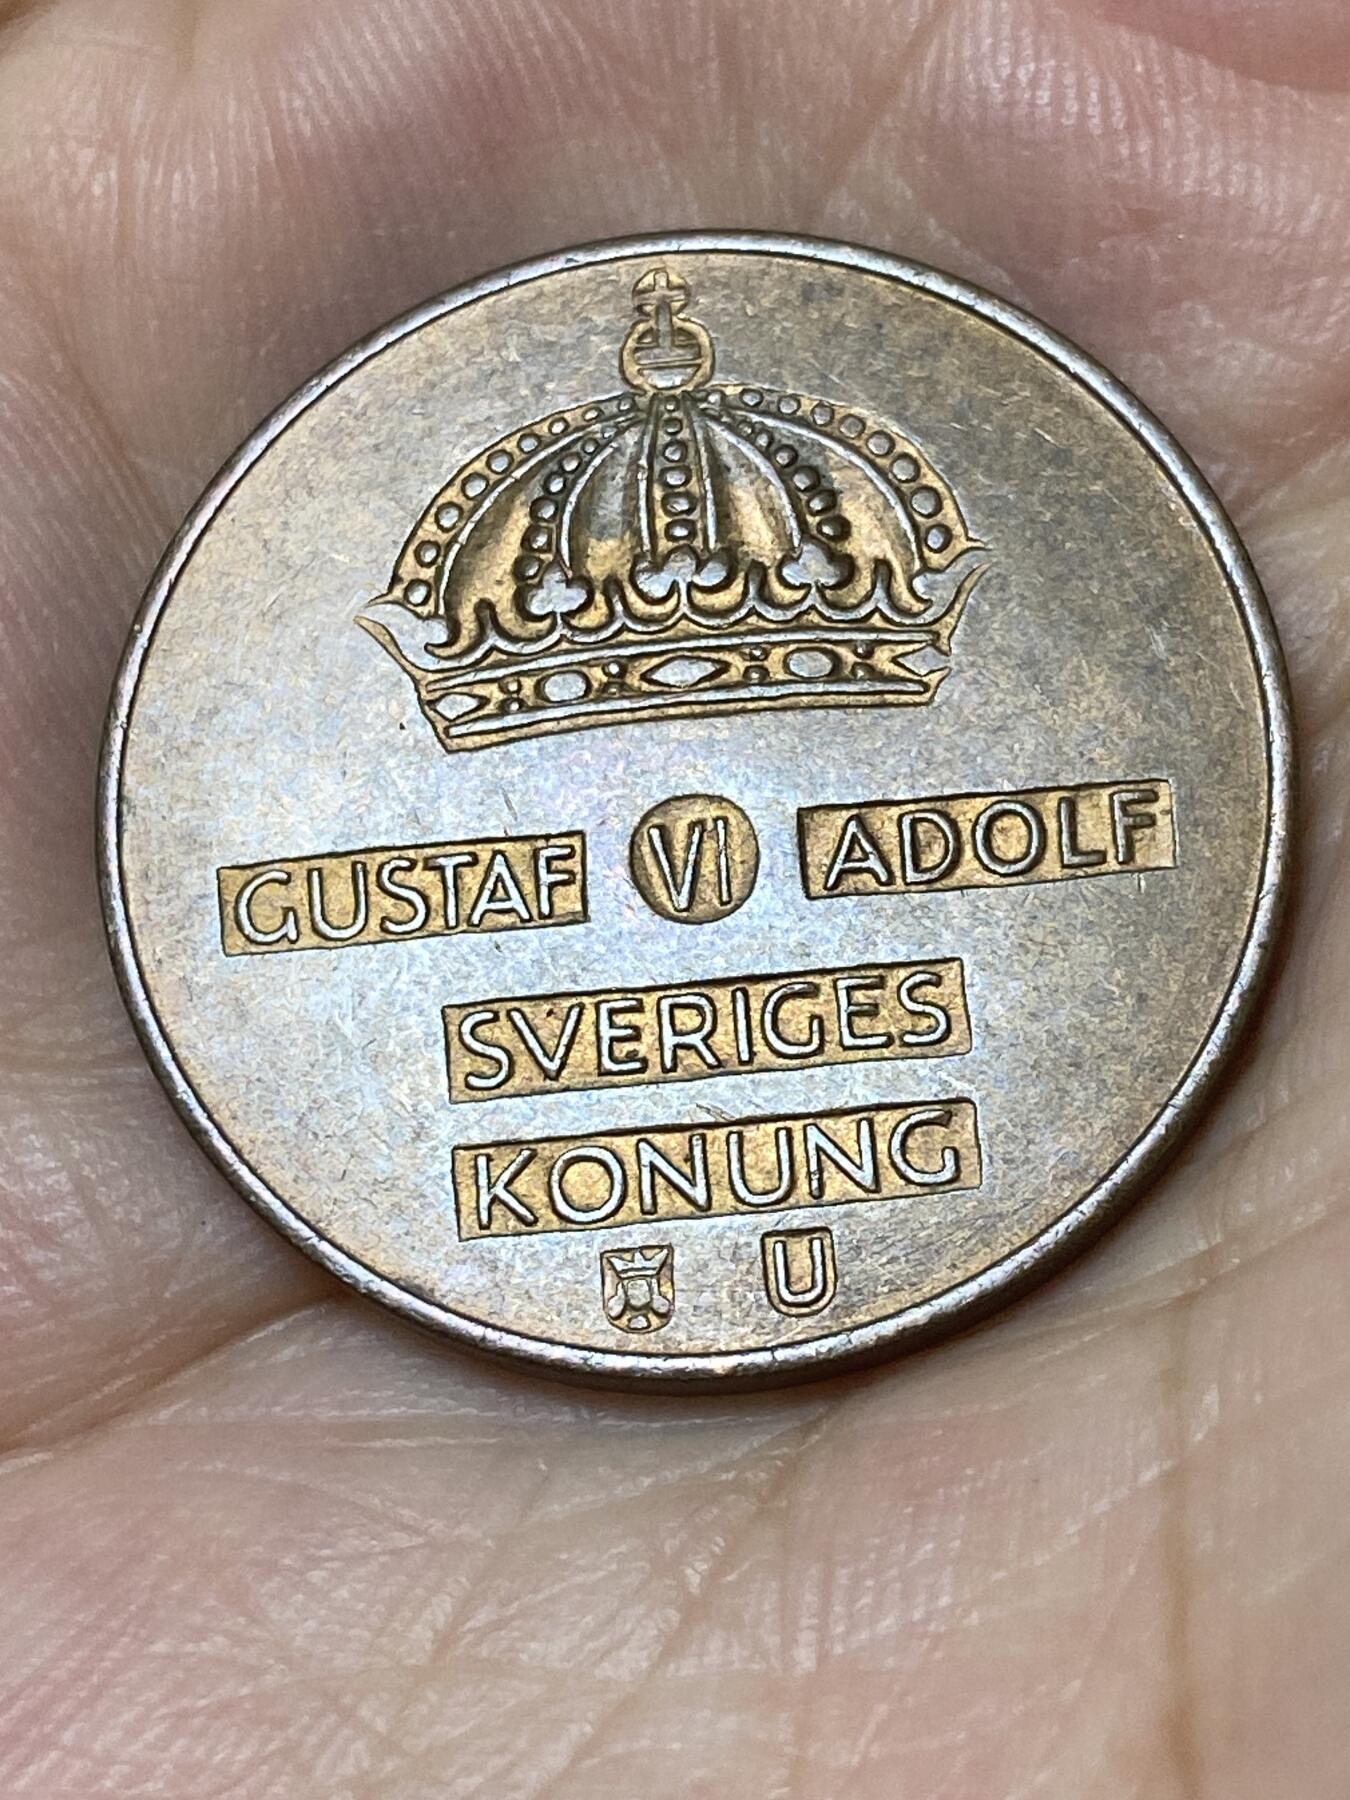 GUSTAF VI ADOLF
SVERIGES
KONUNG
U